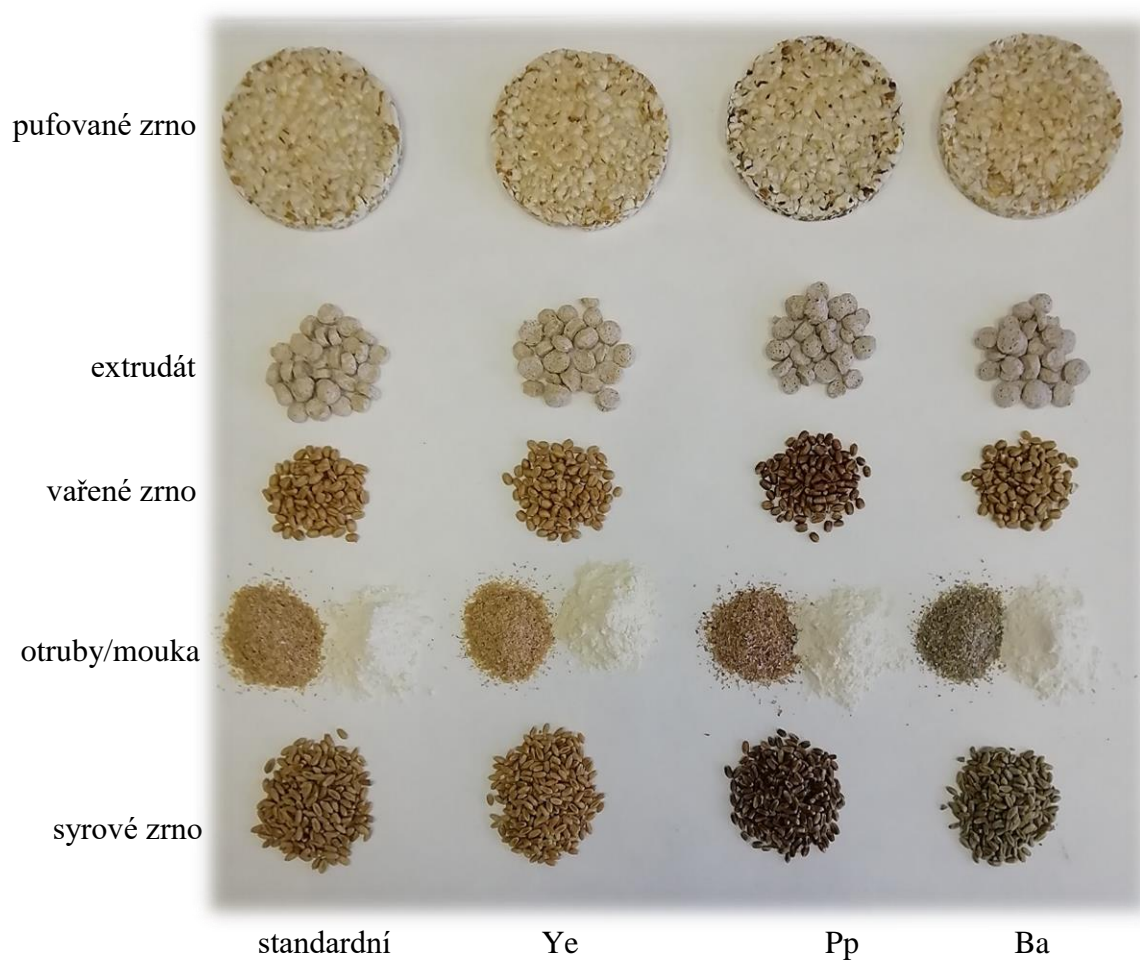 pufované zrno
extrudát
vařené zrno
otruby/mouka
syrové zrno
standardní Ye Pp Ba